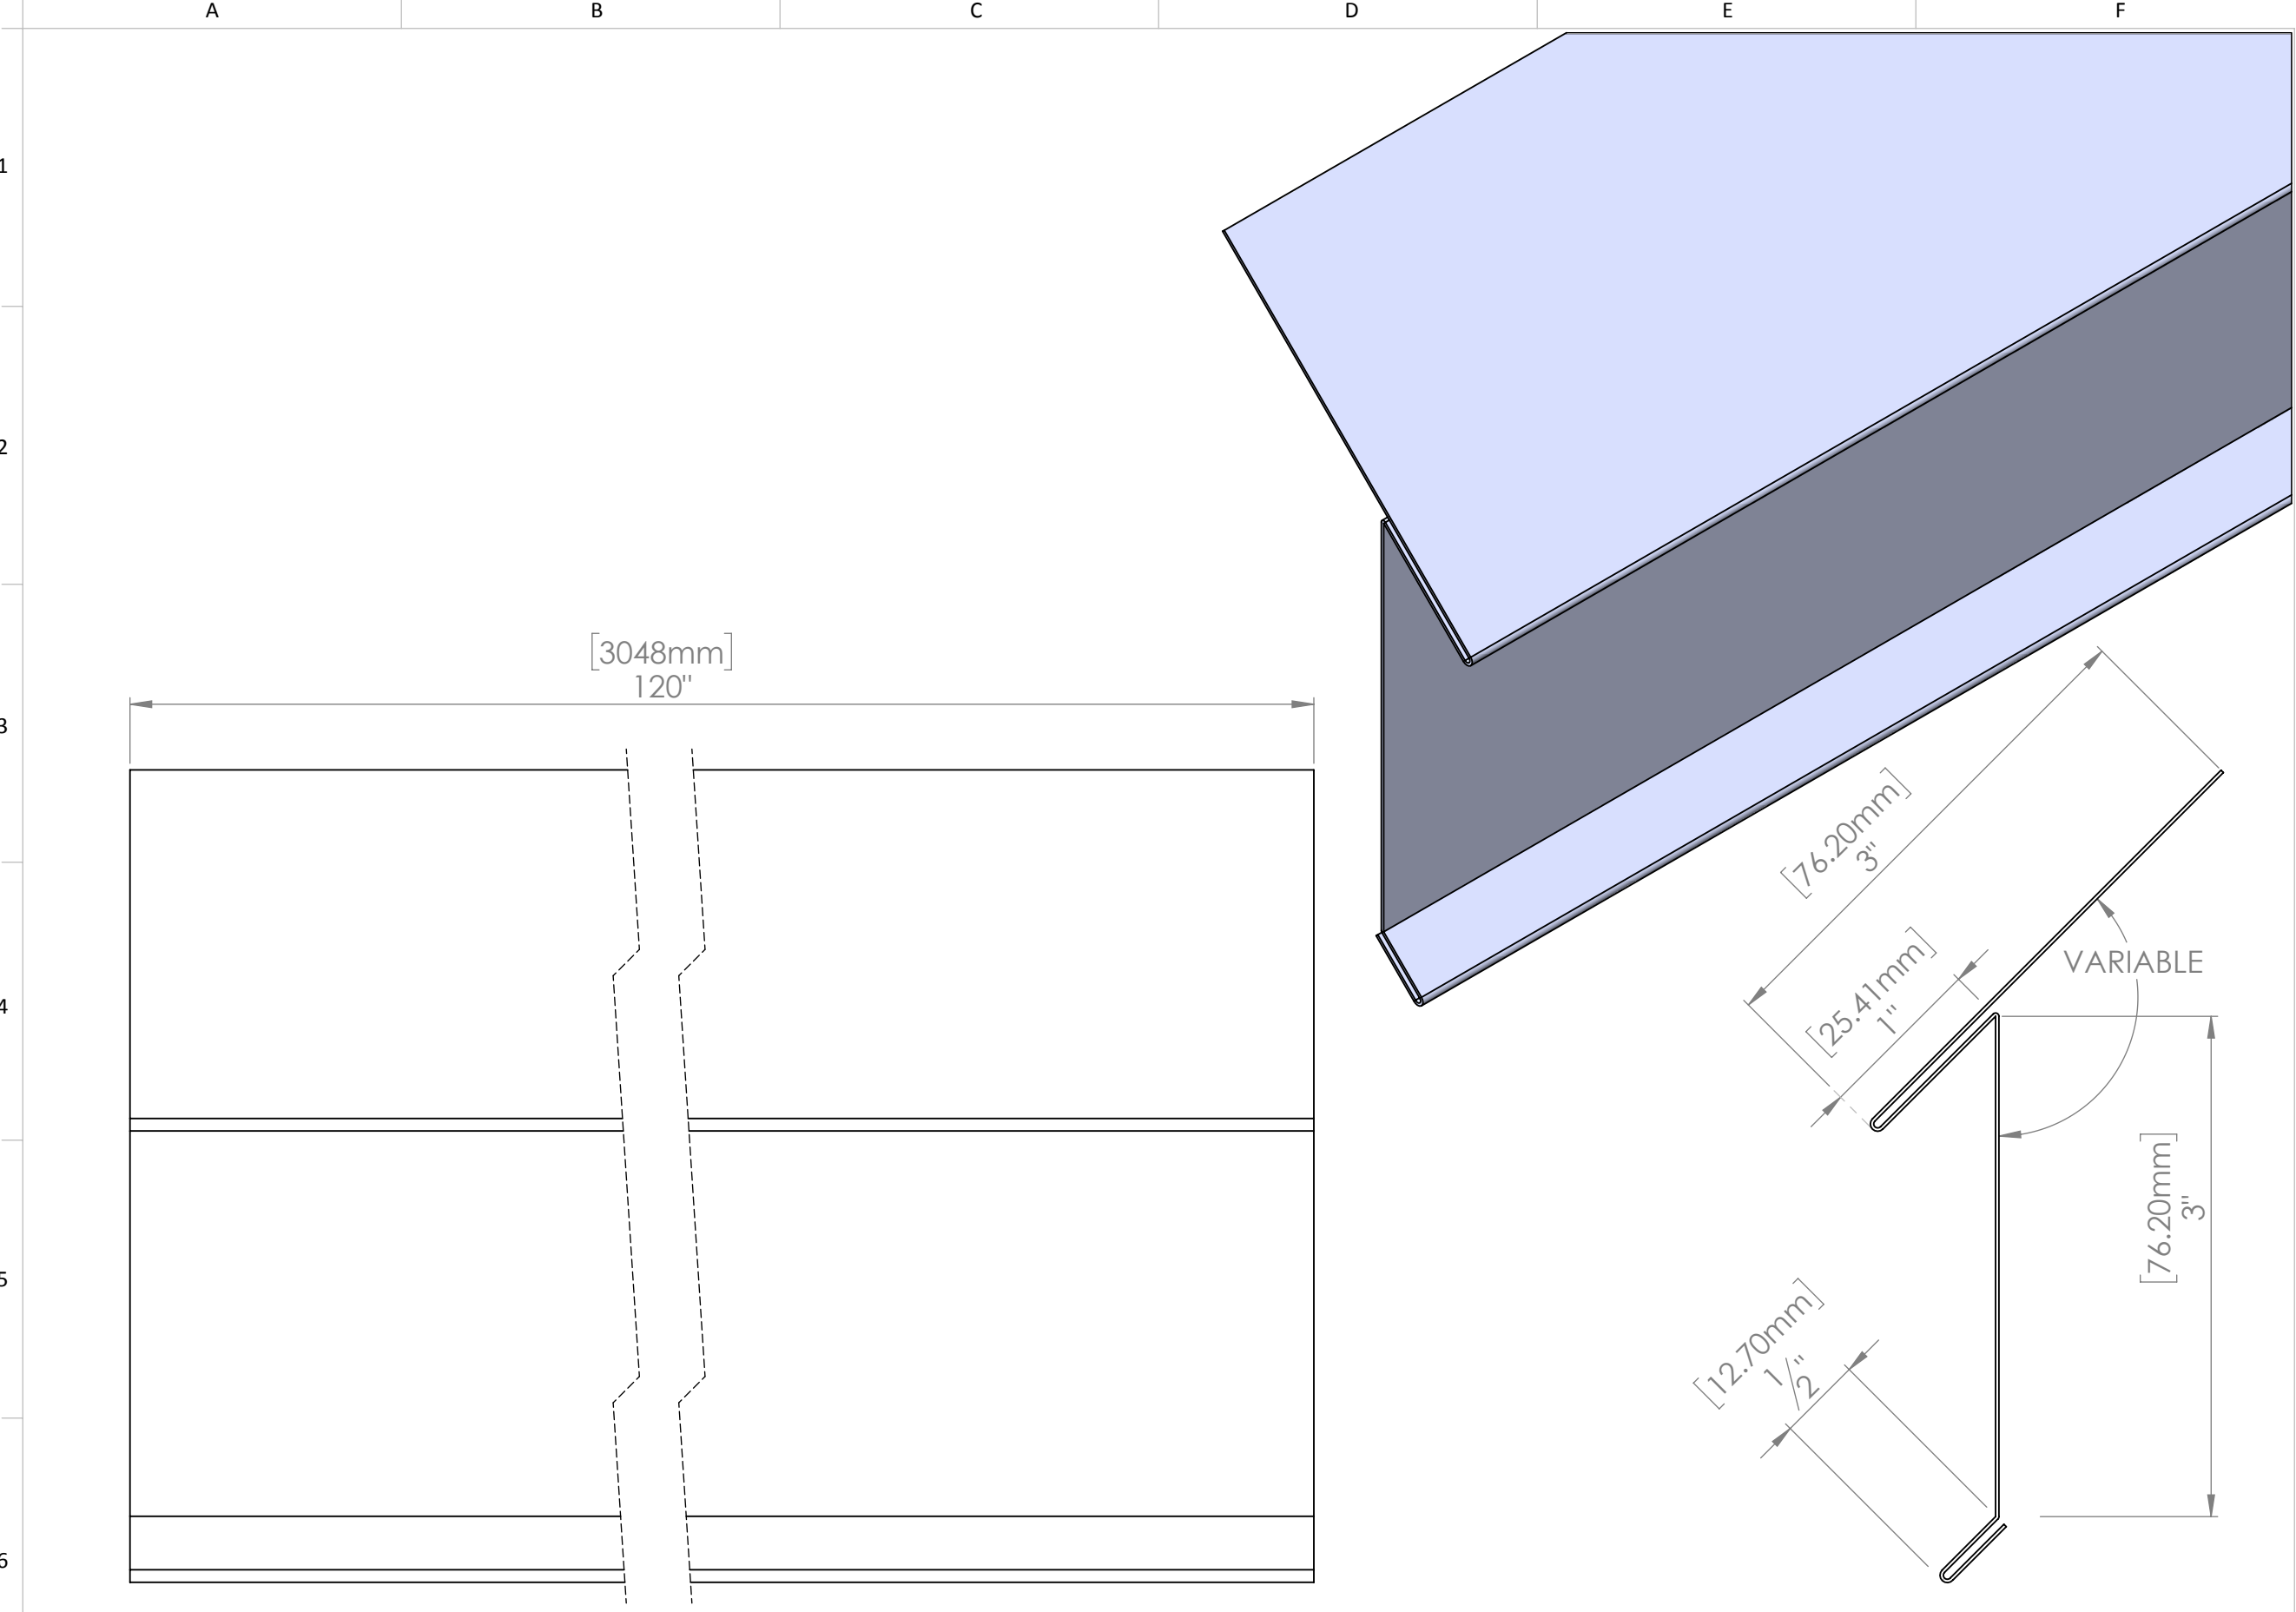 A B C D E F
1
2
3
4
5
6
[3048mm]
120"
[76.20mm]
3"
[25.41mm]
1"
VARIABLE
[76.20mm]
3"
[12.70mm]
1/2"